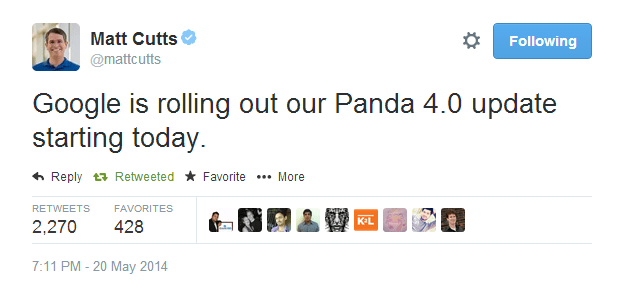 Matt Cutts
@mattcutts
Following
Google is rolling out our Panda 4.0 update
starting today.
Reply Retweeted Favorite More
RETWEETS FAVORITES
2,270 428
K2L
7:11 PM - 20 May 2014